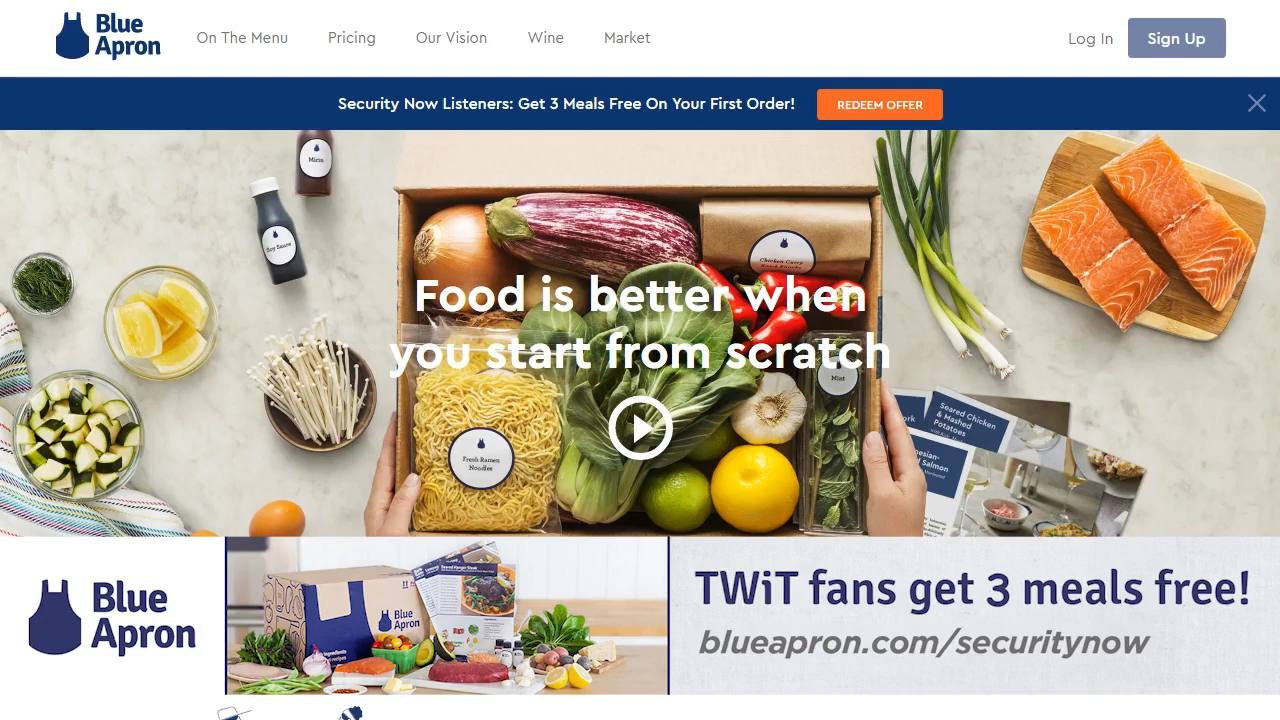 Blue
Apron
On The Menu
Pricing
Our Vision
Wine
Market
Log In
Sign Up
Security Now Listeners: Get 3 Meals Free On Your First Order!
REDEEM OFFER
Mirin
Soy Sauce
Chicken Curry
Food is better when
you start from scratch
Mint
Fresh Ramen
Noodles
Seared Chicken
& Mashed
Potatoes
Salmon
Blue
Apron
Blue
Apron
TWiT fans get 3 meals free!
blueapron.com/securitynow